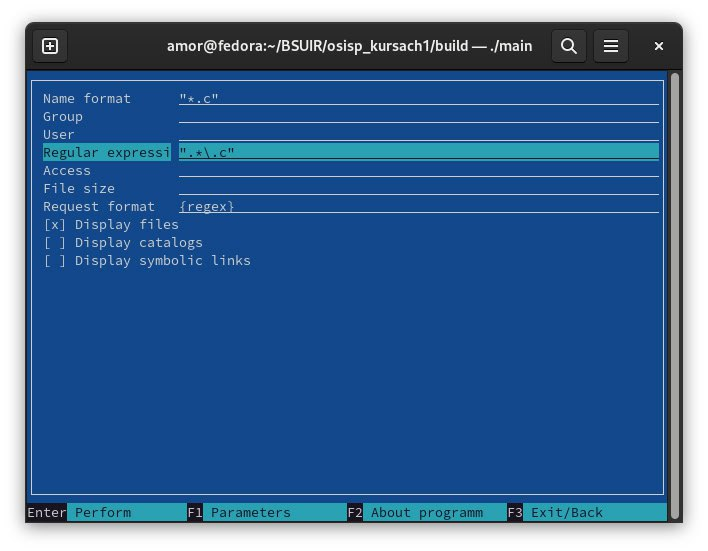 amor@fedora:~/BSUIR/osisp_kursach1/build — ./main
Name format "*.c"
Group
User
Regular expressi ".*\.c"
Access
File size
Request format {regex}
[x] Display files
[ ] Display catalogs
[ ] Display symbolic links
Enter Perform F1 Parameters F2 About programm F3 Exit/Back